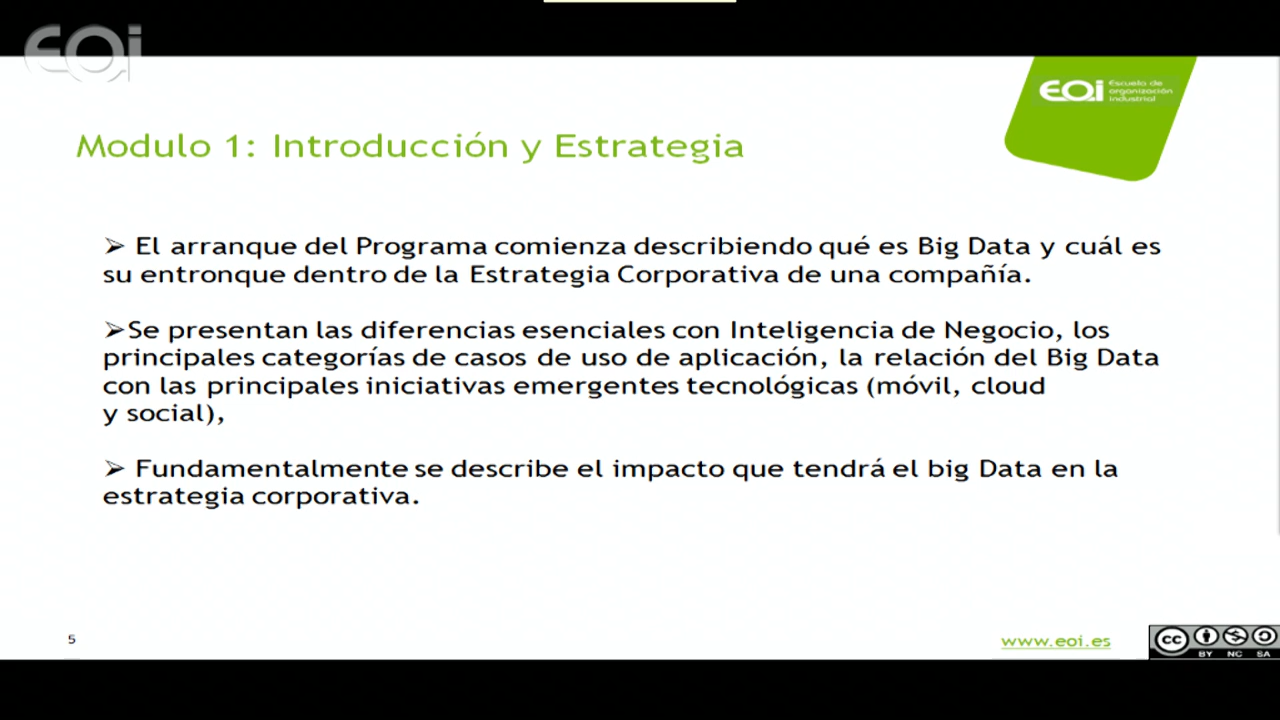 EOi
EOi Escuela de
organización
industrial
Modulo 1: Introducción y Estrategia
➢ El arranque del Programa comienza describiendo qué es Big Data y cuál es
su entronque dentro de la Estrategia Corporativa de una compañía.
➢Se presentan las diferencias esenciales con Inteligencia de Negocio, los
principales categorías de casos de uso de aplicación, la relación del Big Data
con las principales iniciativas emergentes tecnológicas (móvil, cloud
y social),
➢ Fundamentalmente se describe el impacto que tendrá el big Data en la
estrategia corporativa.
5
www.eoi.es
cc
BY NC SA